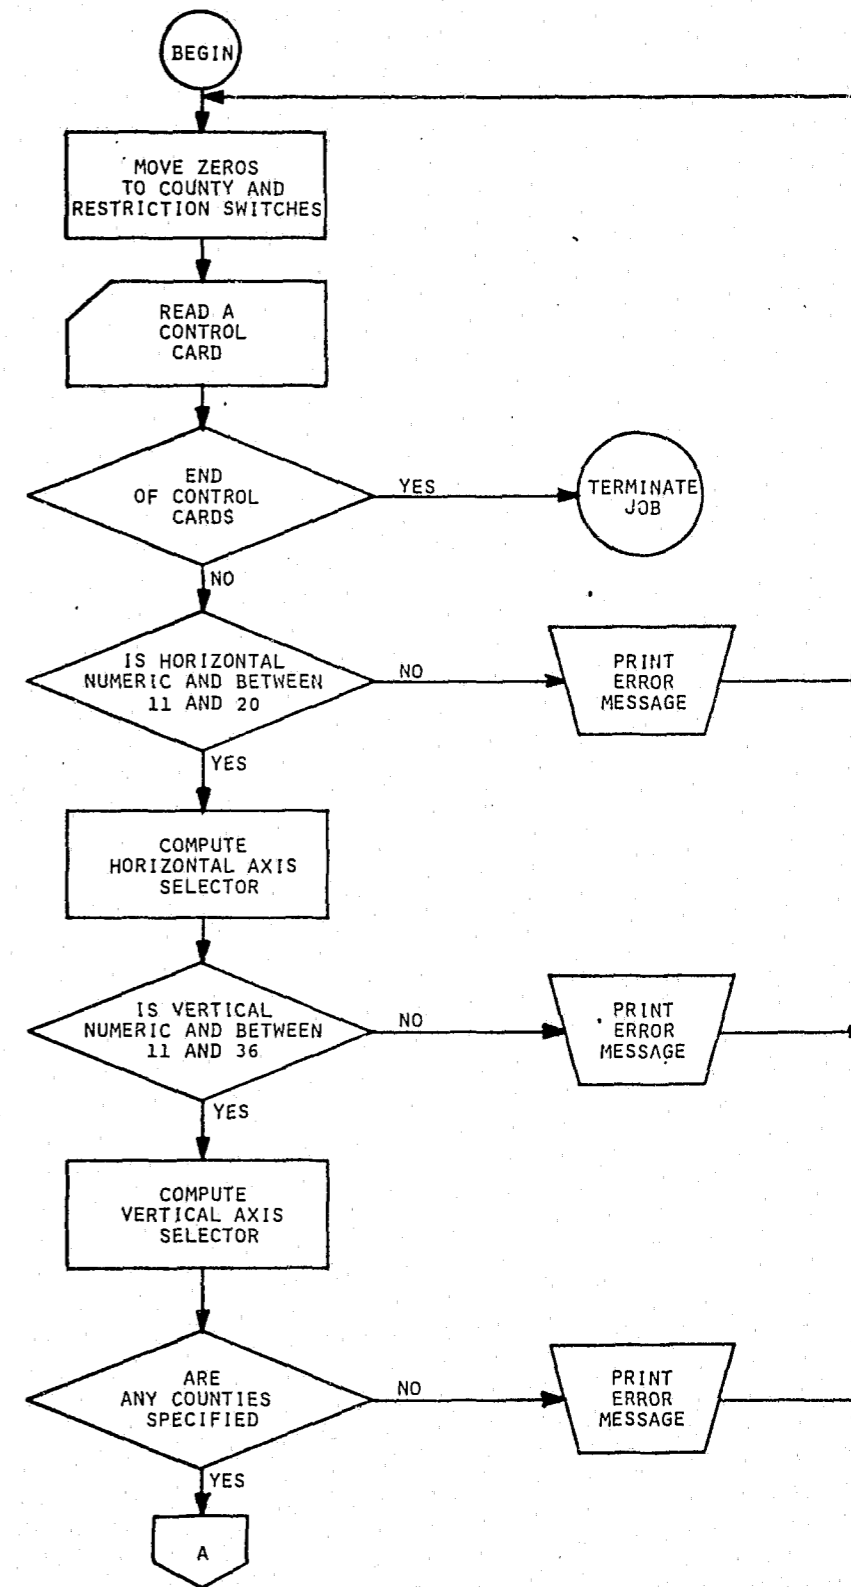 BEGIN
MOVE ZEROS
TO COUNTY AND
RESTRICTION SWITCHES
READ A
CONTROL
CARD
END
OF CONTROL
CARDS
YES
TERMINATE
JOB
NO
IS HORIZONTAL
NUMERIC AND BETWEEN
11 AND 20
NO
PRINT
ERROR
MESSAGE
YES
COMPUTE
HORIZONTAL AXIS
SELECTOR
IS VERTICAL
NUMERIC AND BETWEEN
11 AND 36
NO
PRINT
ERROR
MESSAGE
YES
COMPUTE
VERTICAL AXIS
SELECTOR
ARE
ANY COUNTIES
SPECIFIED
NO
PRINT
ERROR
MESSAGE
YES
A